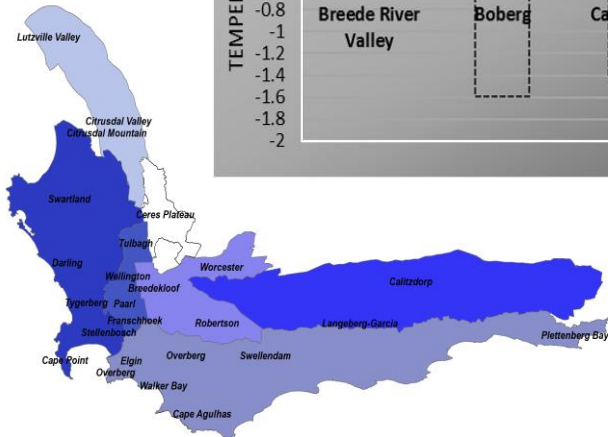 TEMPER
-0.8
-1
-1.2
-1.4
-1.6
-1.8
-2
Breede River
Valley
Boberg
Ca
Lutzville Valley
Citrusdal Valley
Citrusdal Mountain
Swartland
Ceres Plateau
Tulbagh
Darling
Wellington
Worcester
Breedekloof
Calitzdorp
Tygerberg
Paarl
Franschhoek
Robertson
Langeberg-Garcia
Stellenbosch
Plettenberg Bay
Cape Point
Elgin
Overberg
Swellendam
Overberg
Walker Bay
Cape Agulhas